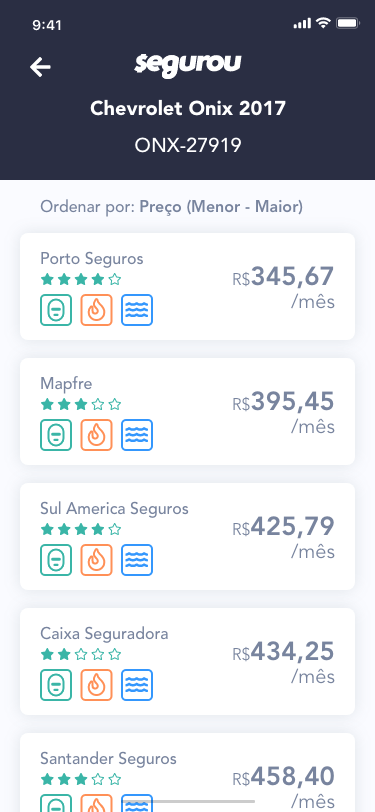 9:41
segurou
Chevrolet Onix 2017
ONX-27919
Ordenar por: Preço (Menor - Maior)
Porto Seguros
R$345,67
/mês
Mapfre
R$395,45
/mês
Sul America Seguros
R$425,79
/mês
Caixa Seguradora
R$434,25
/mês
Santander Seguros
R$458,40
/mês